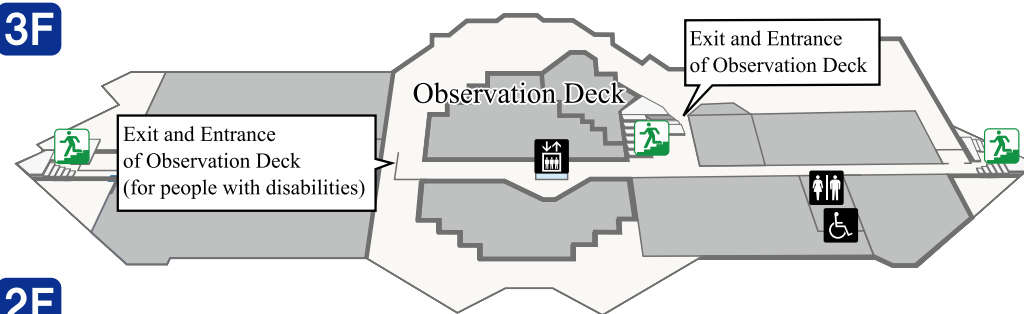 3F
Exit and Entrance
of Observation Deck
Observation Deck
Exit and Entrance
of Observation Deck
(for people with disabilities)
2F